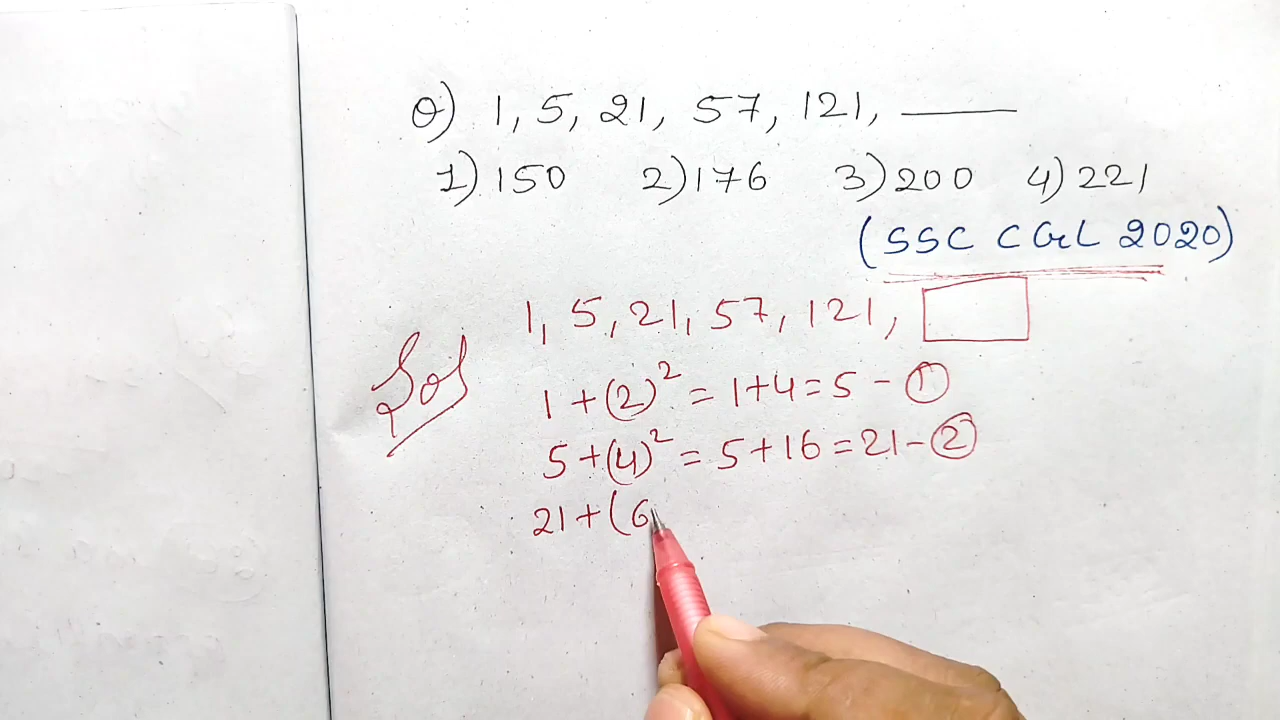 Q) 1, 5, 21, 57, 121, ____
1) 150 2) 176 3) 200 4) 221
(SSC CGL 2020)
1, 5, 21, 57, 121,
Sol
1 + (2)² = 1+4 = 5 - ①
5 + (4)² = 5 + 16 = 21 - ②
21 + (6